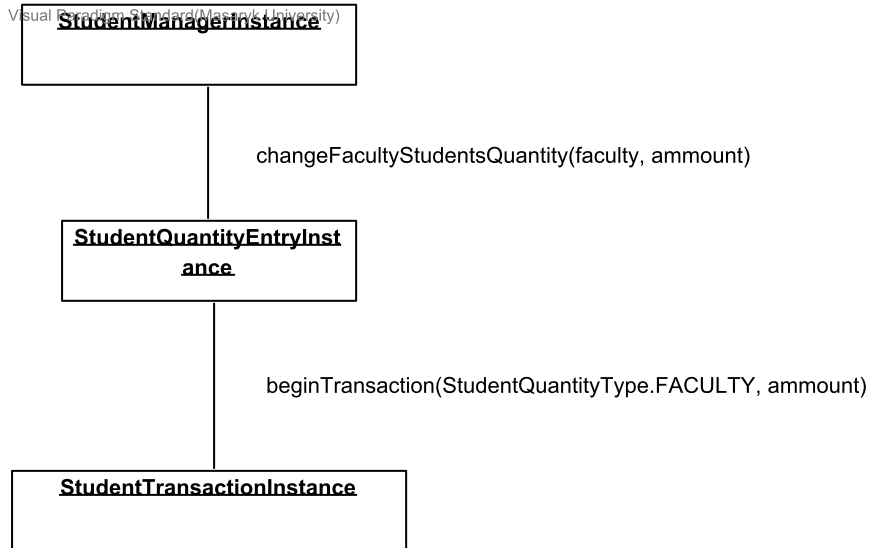 Visual Paradigm Standard(Masaryk University)
StudentManagerInstance
changeFacultyStudentsQuantity(faculty, ammount)
StudentQuantityEntryInst
ance
beginTransaction(StudentQuantityType.FACULTY, ammount)
StudentTransactionInstance